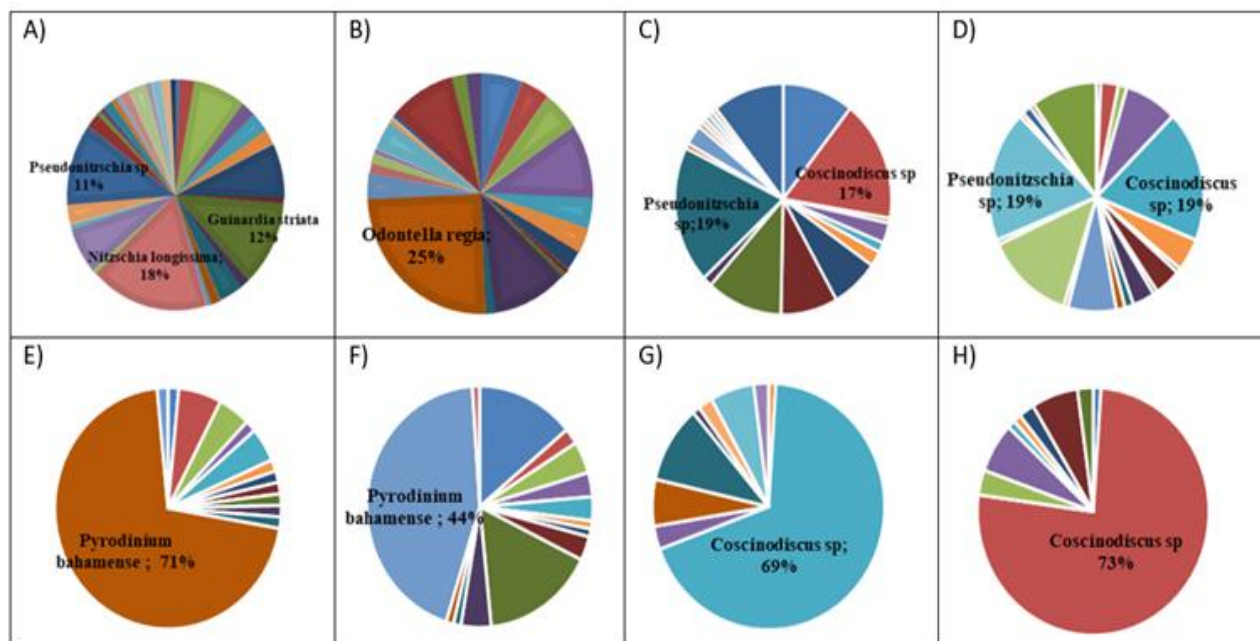 A)
Pseudonitzschia sp
11%
Guinardia striata
12%
Nitzschia longissima;
18%
B)
Odontella regia;
25%
C)
Coscinodiscus sp
17%
Pseudonitzschia
sp;19%
D)
Pseudonitzschia
sp; 19%
Coscinodiscus
sp; 19%
E)
Pyrodinium
bahamense ; 71%
F)
Pyrodinium
bahamense ; 44%
G)
Coscinodiscus sp;
69%
H)
Coscinodiscus sp
73%